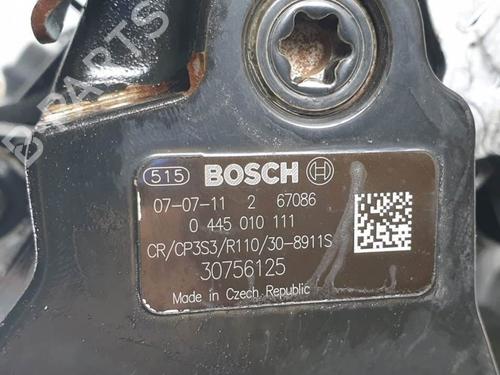 B-PARTS
515 BOSCH
07-07-11 2 67086
0 445 010 111
CR/CP3S3/R110/30-8911S
30756125
Made in Czech Republic